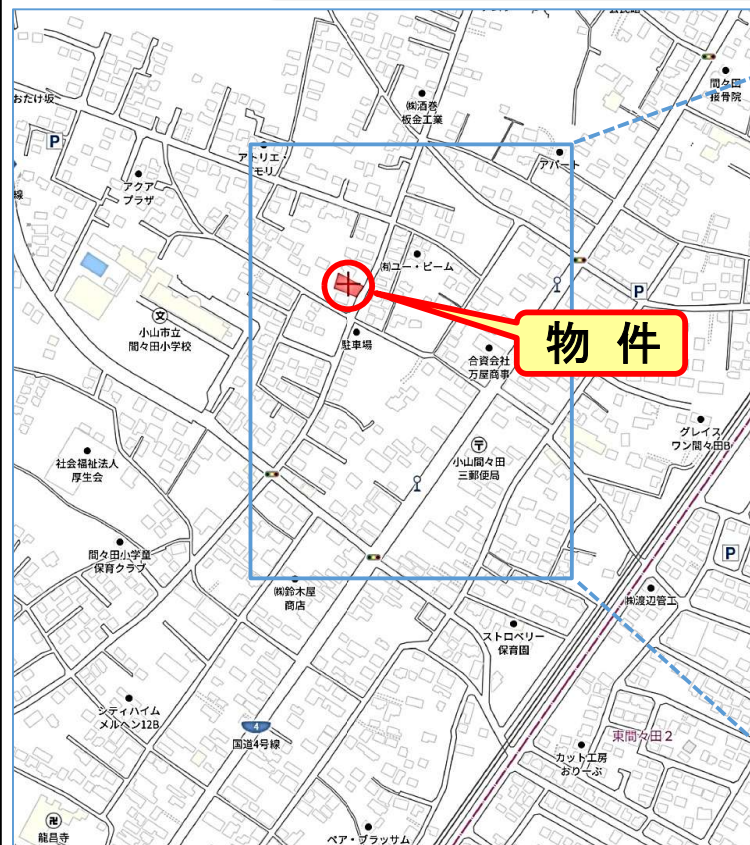 間々田
接骨院
㈱酒巻
板金工業
おたけ坂
P
アトリエ・
モリ
アパート
線
アクア
プラザ
㈲ユー・ビーム
P
文
小山市立
間々田小学校
駐車場
物 件
合資会社
万屋商事
グレイス
ワン間々田B
社会福祉法人
厚生会
〒
小山間々田
三郵便局
間々田小学童
保育クラブ
P
㈱鈴木屋
商店
㈱渡辺管工
ストロベリー
保育園
シティハイム
メルヘン12B
4
国道4号線
東間々田2
カット工房
おりーぶ
卍
龍昌寺
ベア・ブラッサム